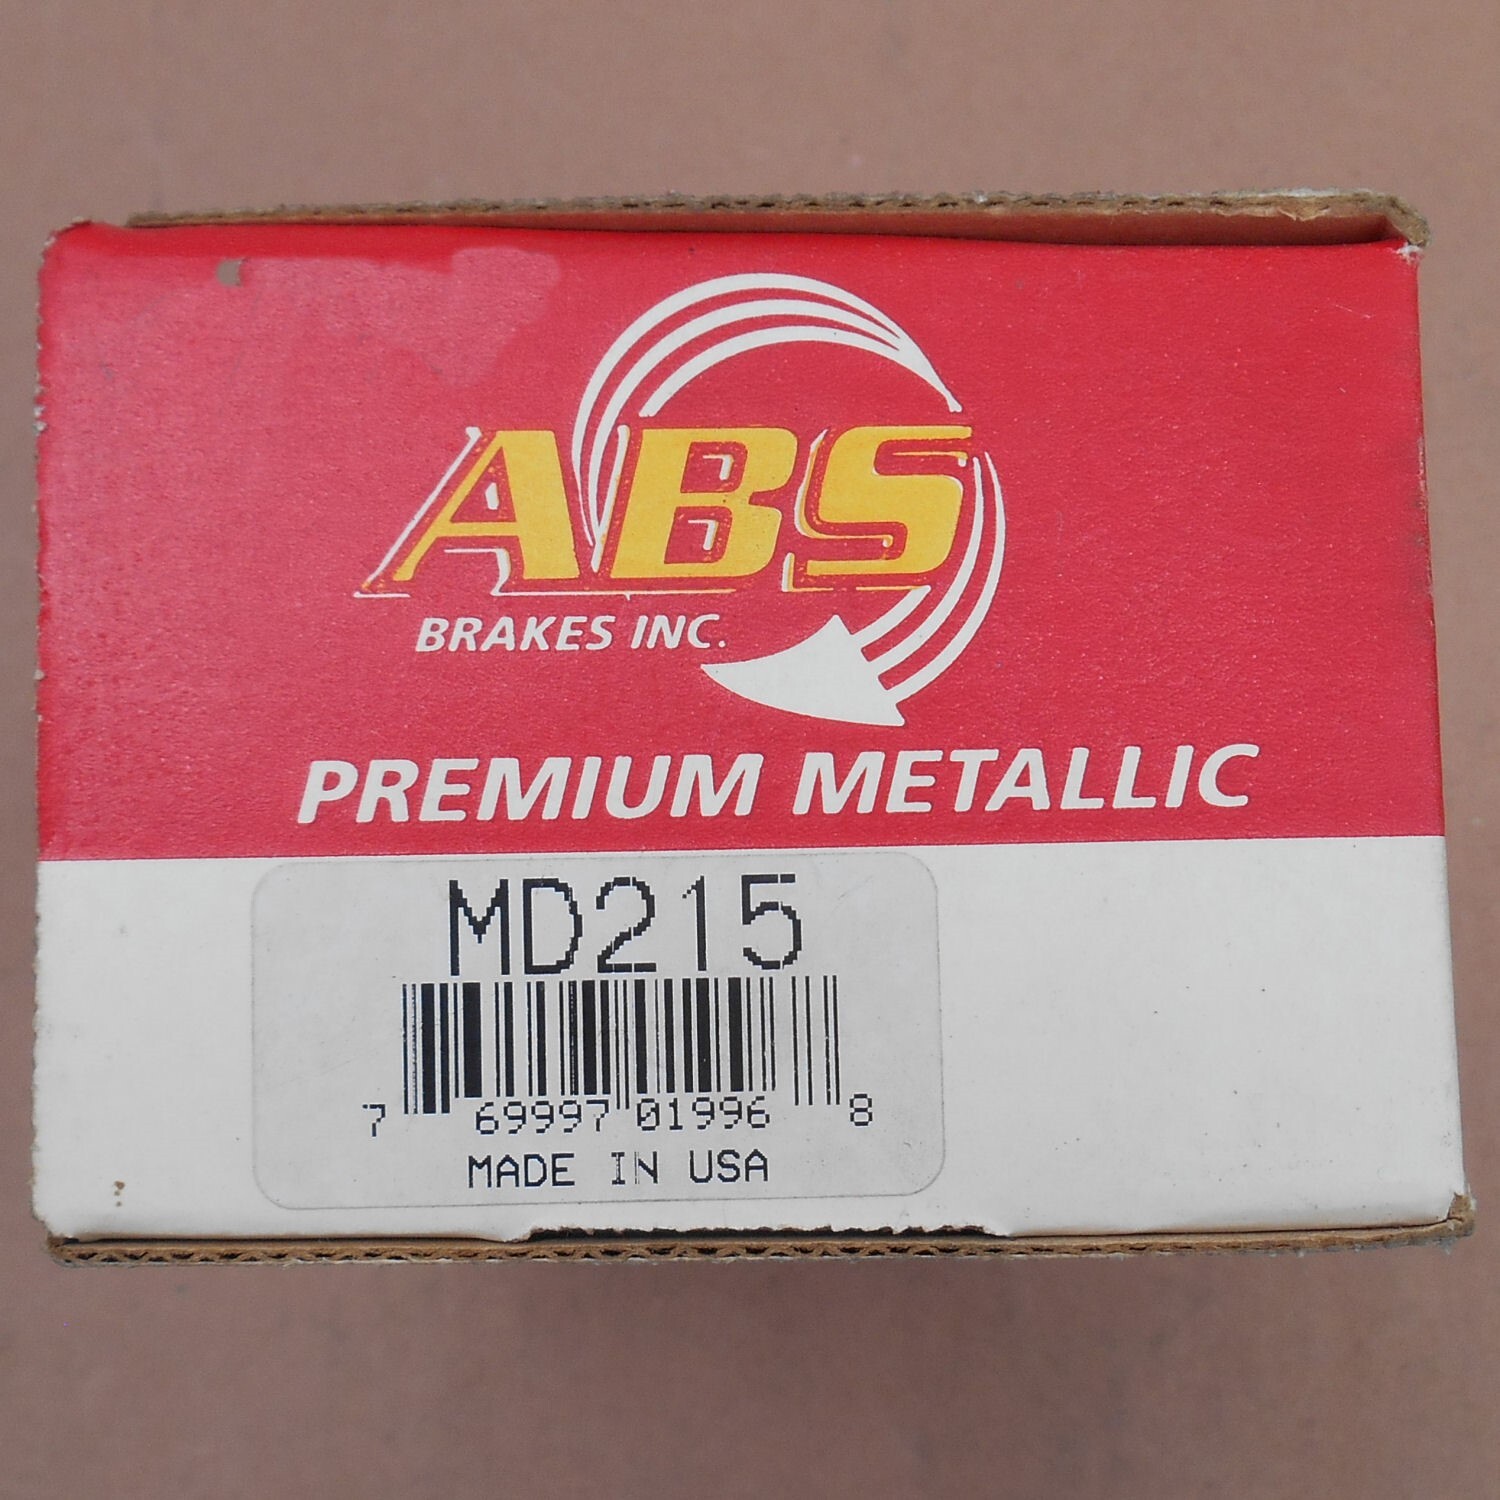 ABS
BRAKES INC.
PREMIUM METALLIC
MD215
7 69997 01996 8
MADE IN USA